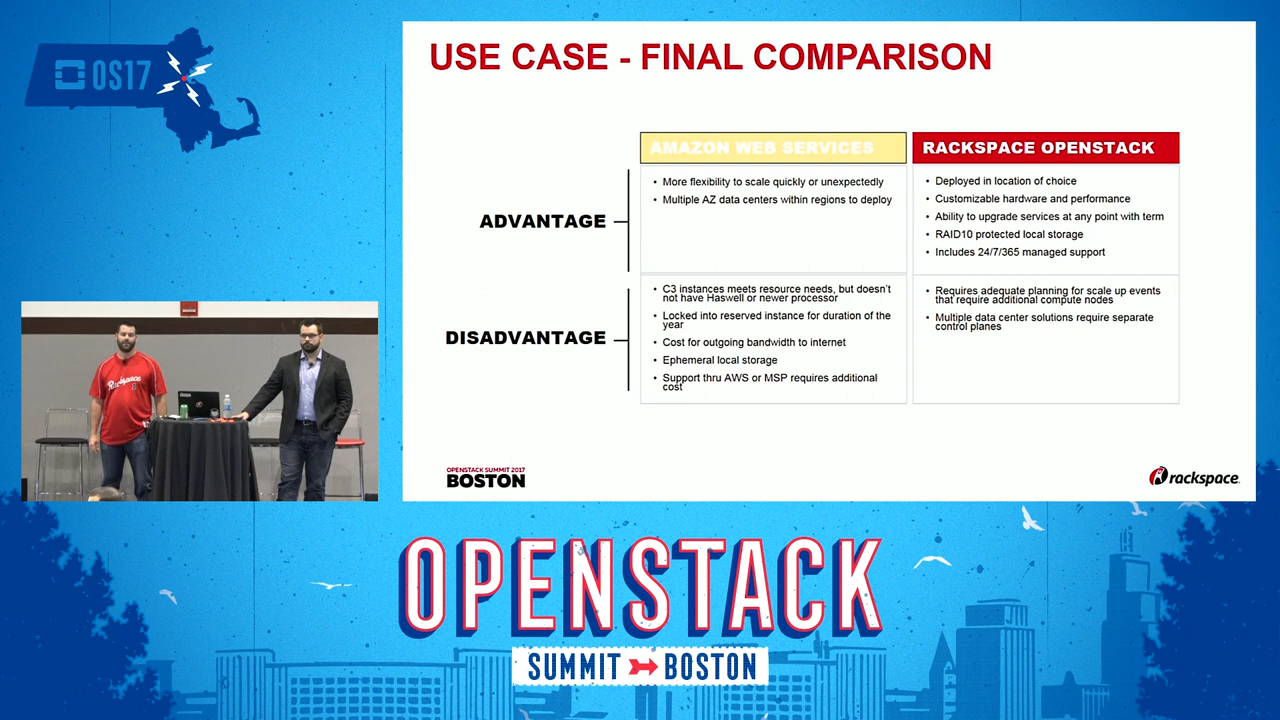 OS17
USE CASE - FINAL COMPARISON
AMAZON WEB SERVICES
RACKSPACE OPENSTACK
ADVANTAGE
• More flexibility to scale quickly or unexpectedly
• Multiple AZ data centers within regions to deploy
• Deployed in location of choice
• Customizable hardware and performance
• Ability to upgrade services at any point with term
• RAID10 protected local storage
• Includes 24/7/365 managed support
DISADVANTAGE
• C3 instances meets resource needs, but doesn't
not have Haswell or newer processor
• Locked into reserved instance for duration of the
year
• Cost for outgoing bandwidth to internet
• Ephemeral local storage
• Support thru AWS or MSP requires additional
cost
• Requires adequate planning for scale up events
that require additional compute nodes
• Multiple data center solutions require separate
control planes
Rackspace
OPENSTACK SUMMIT 2017
BOSTON
rackspace
OPENSTACK
SUMMIT BOSTON